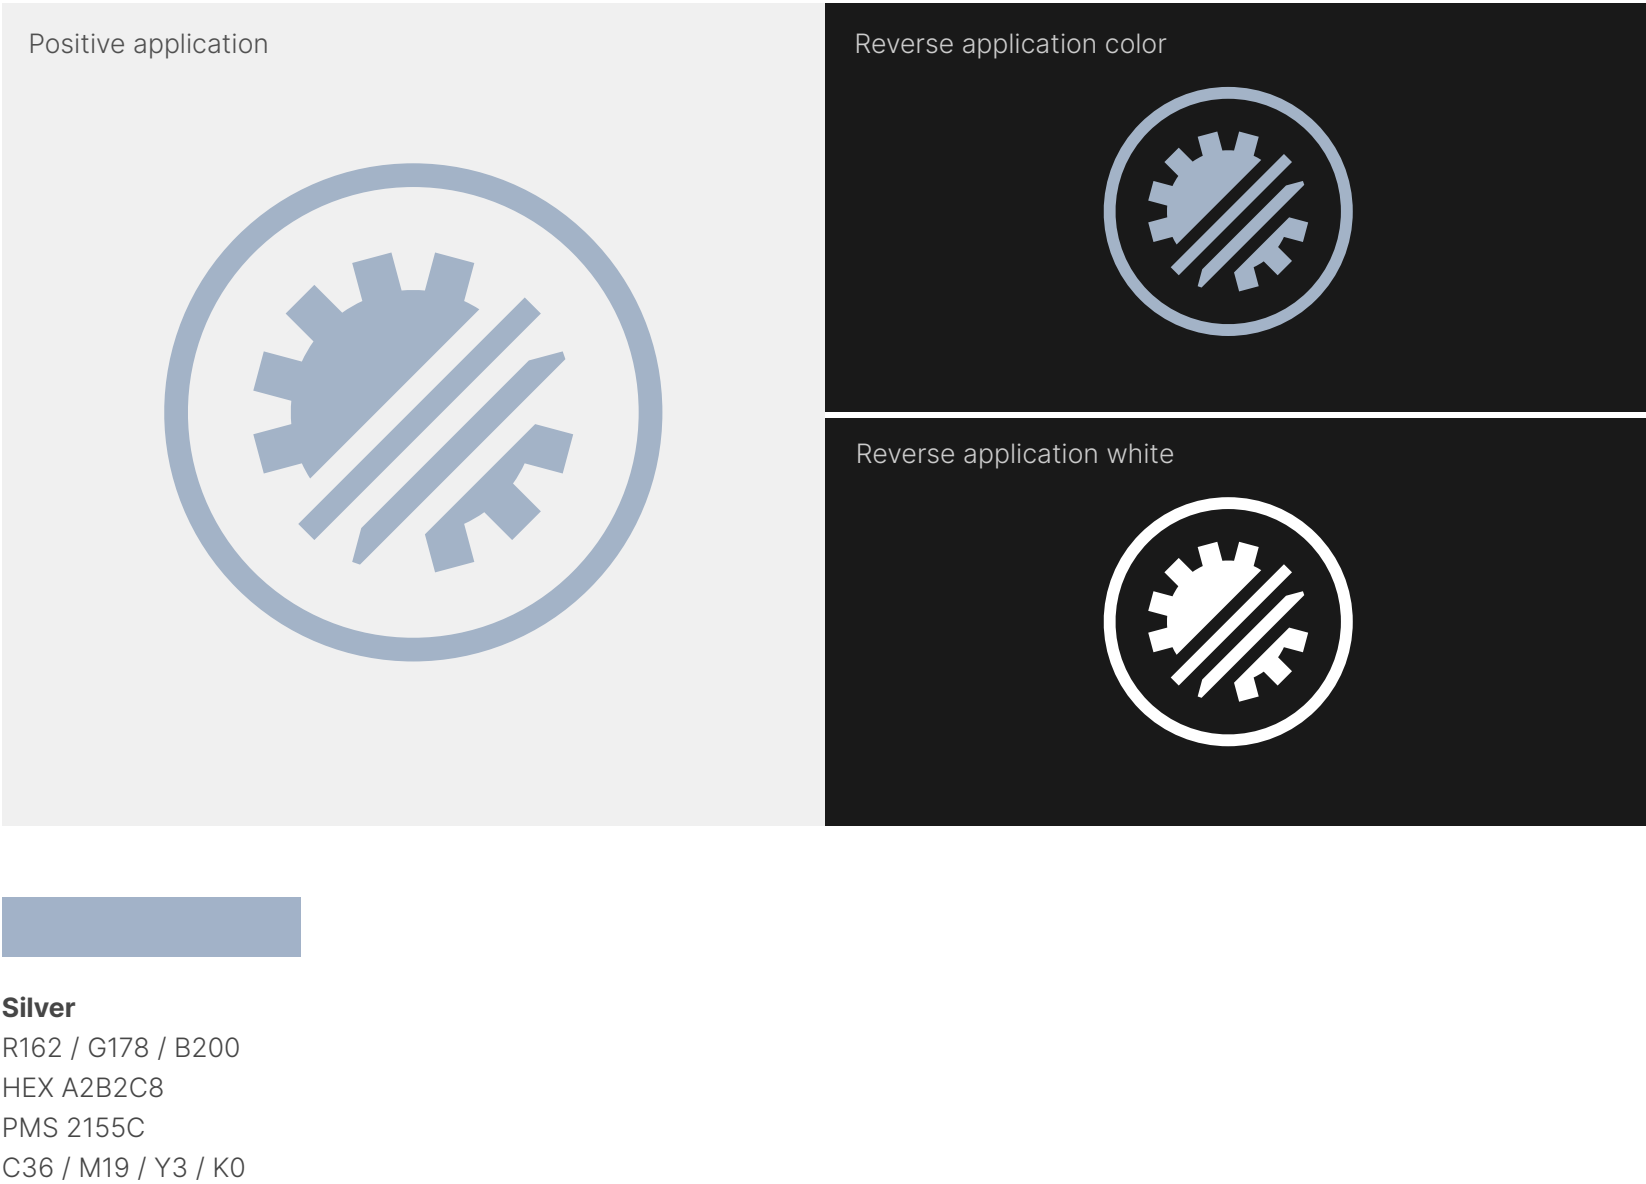 Positive application
Reverse application color
Reverse application white
Silver
R162 / G178 / B200
HEX A2B2C8
PMS 2155C
C36 / M19 / Y3 / K0